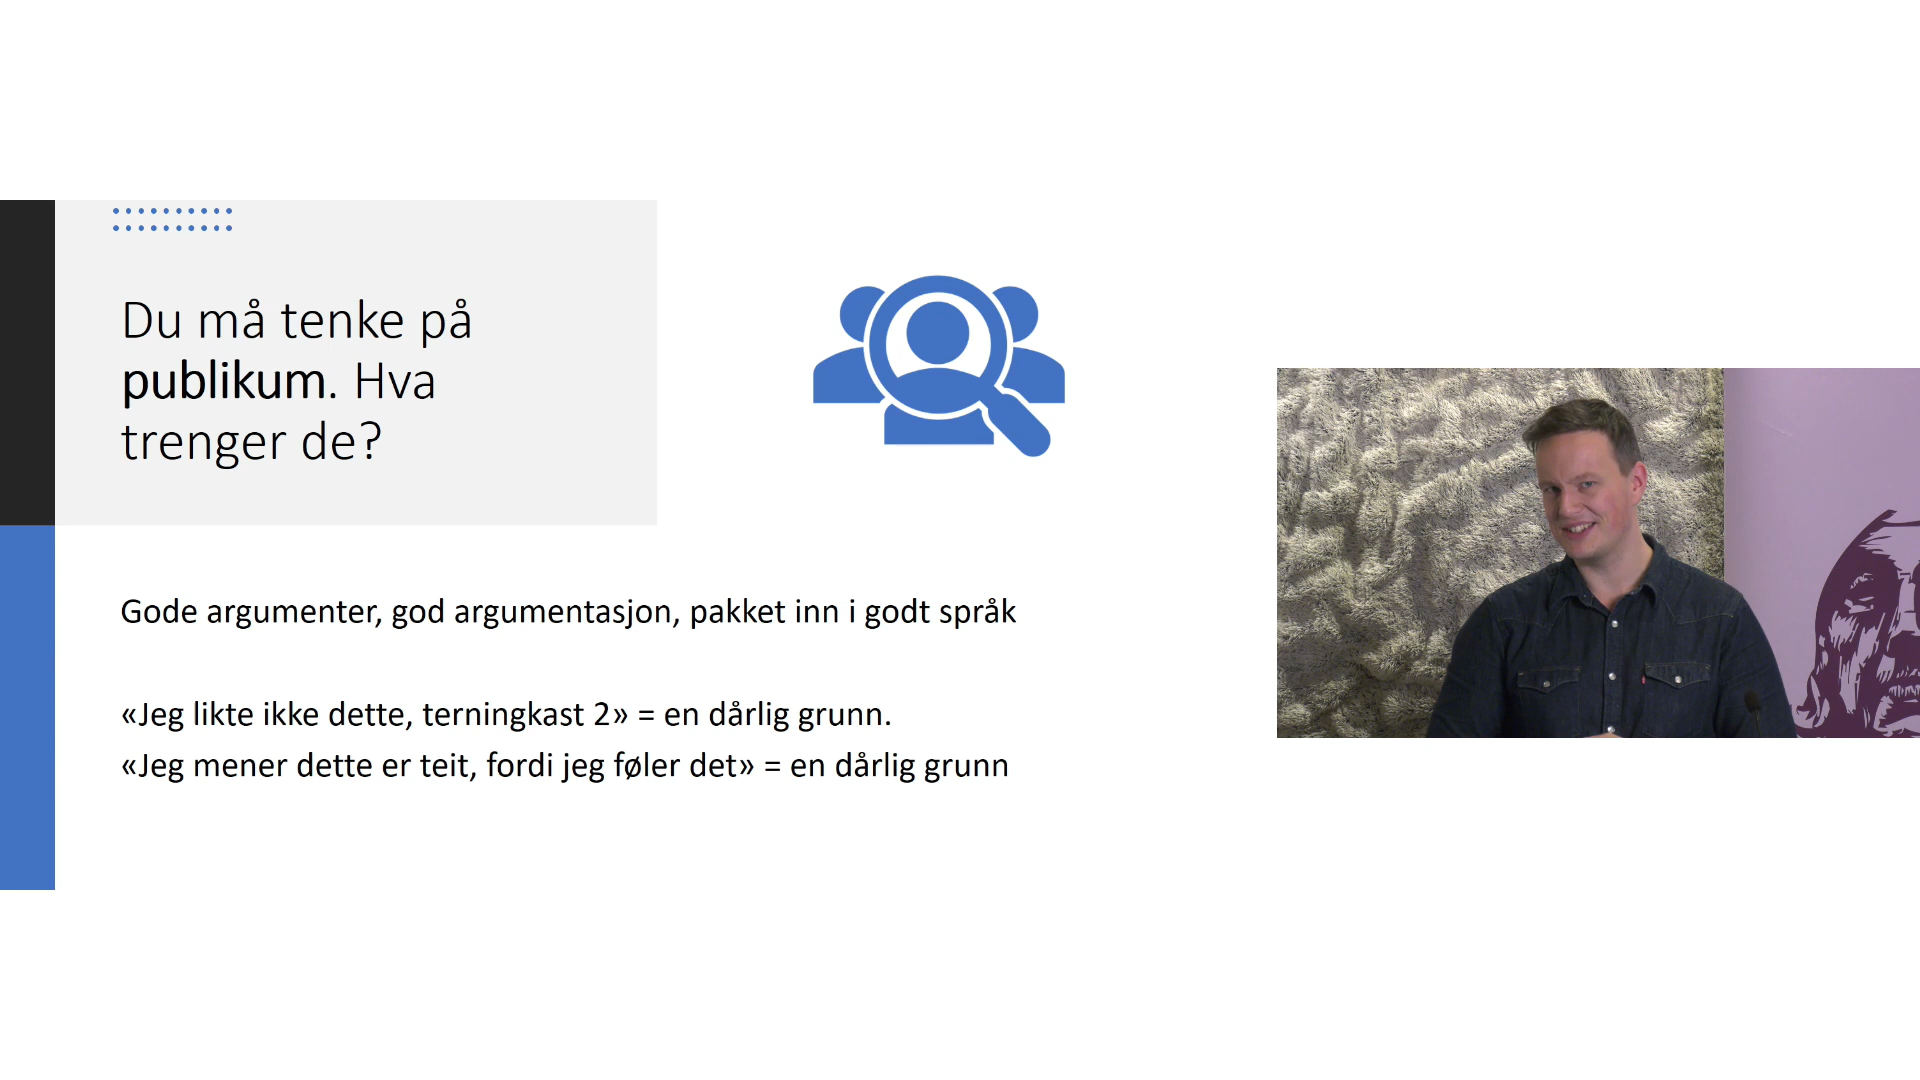 Du må tenke på
publikum. Hva
trenger de?
Gode argumenter, god argumentasjon, pakket inn i godt språk
«Jeg likte ikke dette, terningkast 2» = en dårlig grunn.
«Jeg mener dette er teit, fordi jeg føler det» = en dårlig grunn